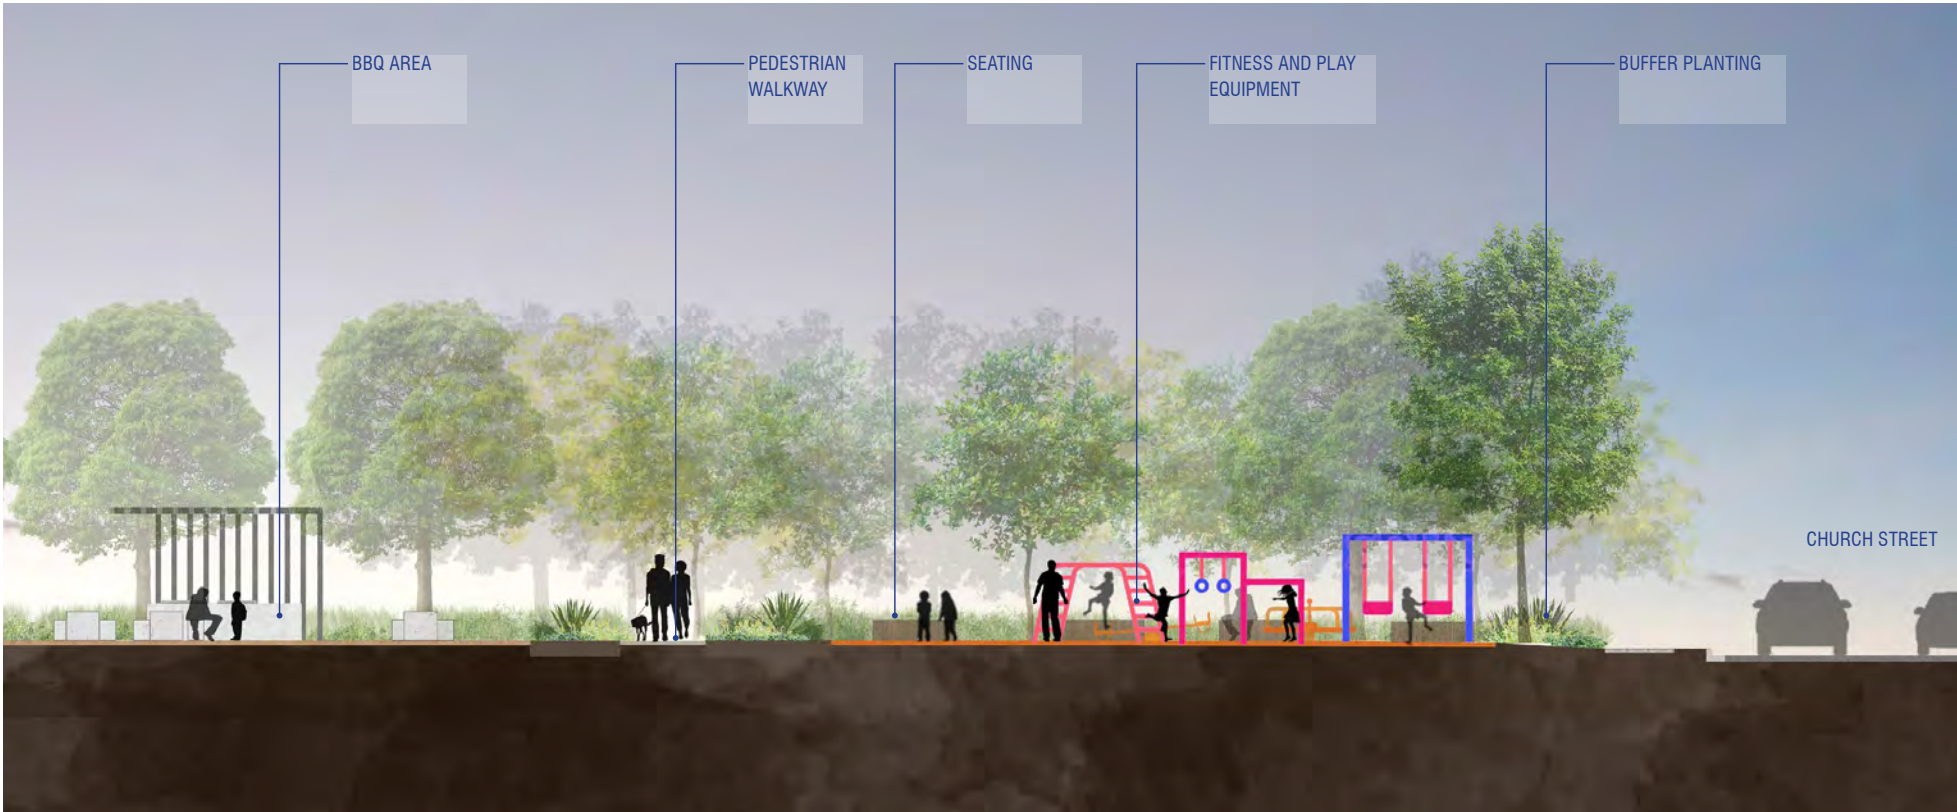 BBQ AREA
PEDESTRIAN
WALKWAY
SEATING
FITNESS AND PLAY
EQUIPMENT
BUFFER PLANTING
CHURCH STREET